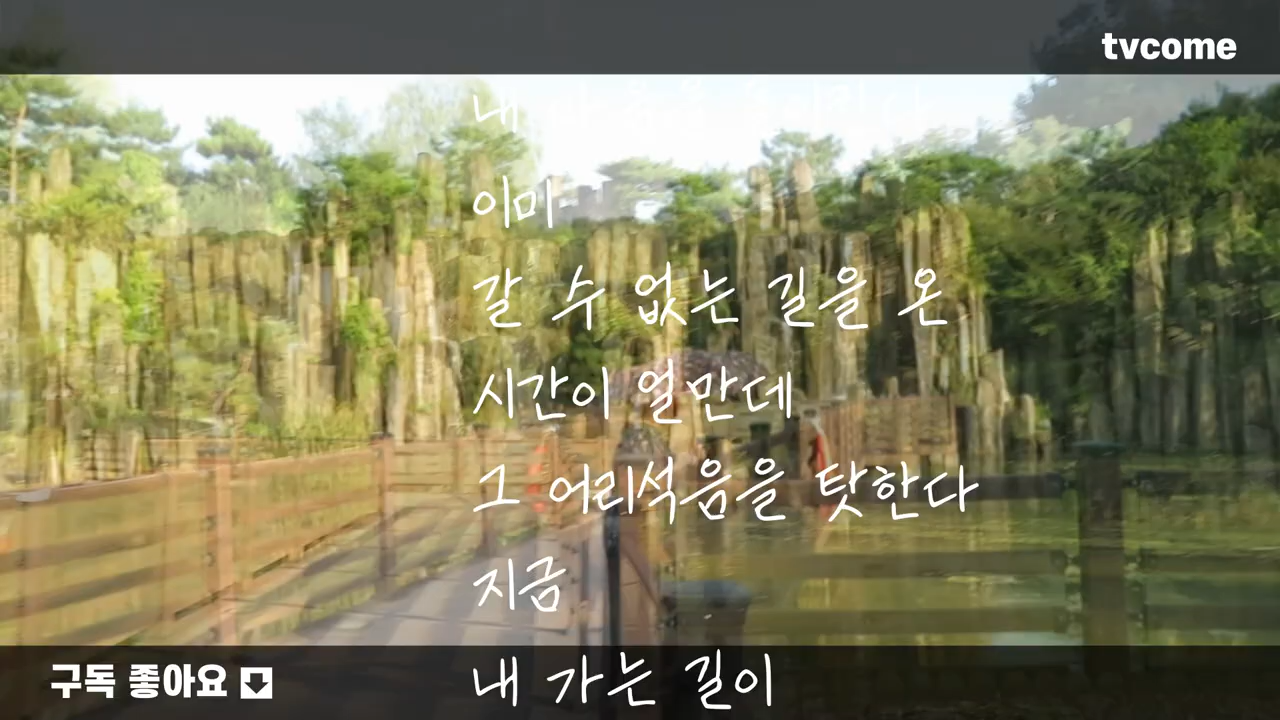 tvcome
내
이미
갈 수 없는 길을 온
시간이 얼만데
그 어리석음을 탓한다
지금
내 가는 길이
구독 좋아요